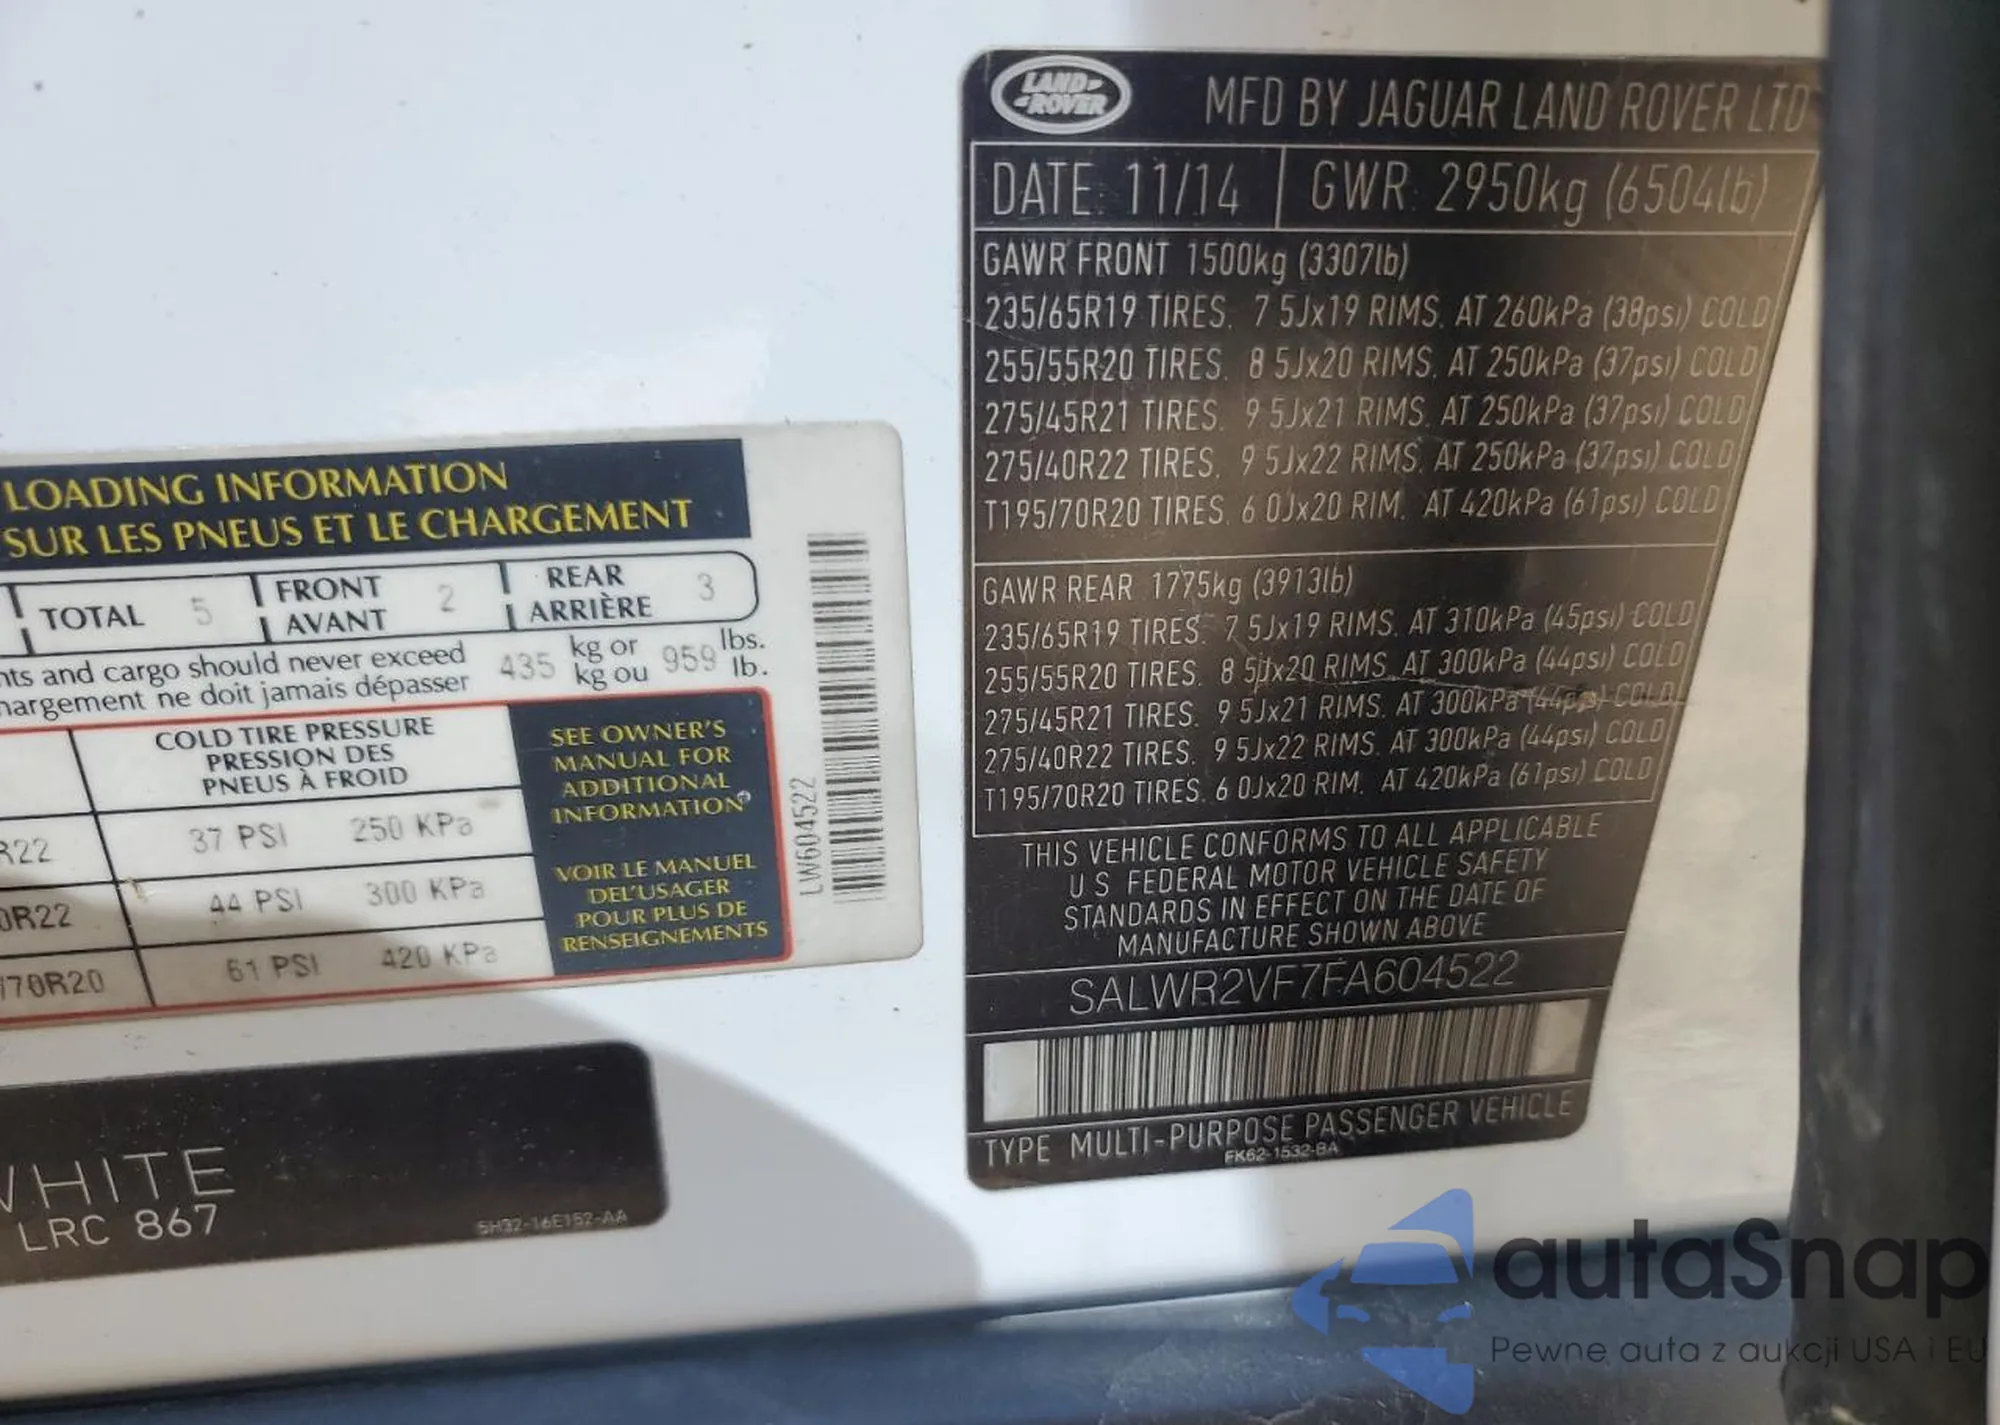 LOADING INFORMATION
SUR LES PNEUS ET LE CHARGEMENT
TOTAL 5 FRONT AVANT 2 REAR ARRIÈRE 3
and cargo should never exceed
ne doit jamais dépasser
435 kg or kg ou 959 lbs. lb.
COLD TIRE PRESSURE
PRESSION DES
PNEUS À FROID
R22 37 PSI 250 KPa
0R22 44 PSI 300 KPa
/70R20 61 PSI 420 KPa
SEE OWNER'S
MANUAL FOR
ADDITIONAL
INFORMATION
VOIR LE MANUEL
DEL'USAGER
POUR PLUS DE
RENSEIGNEMENTS
LW604522
WHITE
LRC 867
5H32-16E152-AA
LAND ROVER
MFD BY JAGUAR LAND ROVER LTD
DATE: 11/14 GWR: 2950kg (6504lb)
GAWR FRONT 1500kg (3307lb)
235/65R19 TIRES. 7 5Jx19 RIMS. AT 260kPa (38psi) COLD
255/55R20 TIRES. 8 5Jx20 RIMS. AT 250kPa (37psi) COLD
275/45R21 TIRES. 9 5Jx21 RIMS. AT 250kPa (37psi) COLD
275/40R22 TIRES. 9 5Jx22 RIMS. AT 250kPa (37psi) COLD
T195/70R20 TIRES. 6 0Jx20 RIM. AT 420kPa (61psi) COLD
GAWR REAR 1775kg (3913lb)
235/65R19 TIRES. 7 5Jx19 RIMS. AT 310kPa (45psi) COLD
255/55R20 TIRES. 8 5Jx20 RIMS. AT 300kPa (44psi) COLD
275/45R21 TIRES. 9 5Jx21 RIMS. AT 300kPa (44psi) COLD
275/40R22 TIRES. 9 5Jx22 RIMS. AT 300kPa (44psi) COLD
T195/70R20 TIRES. 6 0Jx20 RIM. AT 420kPa (61psi) COLD
THIS VEHICLE CONFORMS TO ALL APPLICABLE
U S FEDERAL MOTOR VEHICLE SAFETY
STANDARDS IN EFFECT ON THE DATE OF
MANUFACTURE SHOWN ABOVE
SALWR2VF7FA604522
TYPE MULTI-PURPOSE PASSENGER VEHICLE
FK62-1532-BA
autaSnap
Pewne auta z aukcji USA i EU